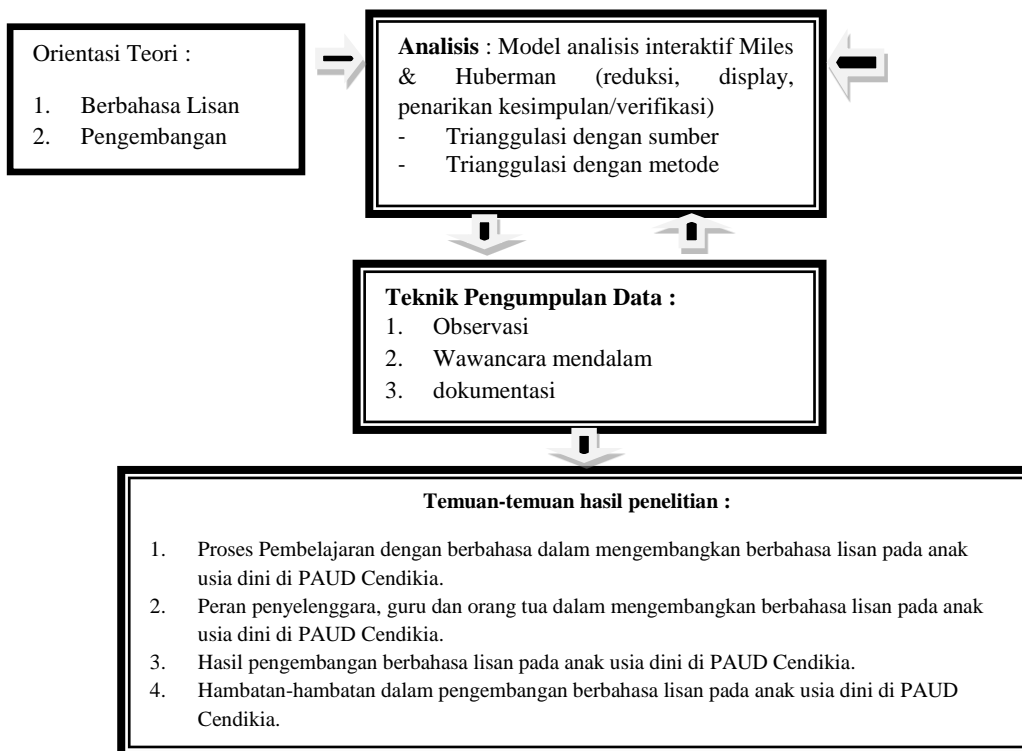 Orientasi Teori :
1. Berbahasa Lisan
2. Pengembangan
Analisis : Model analisis interaktif Miles
& Huberman (reduksi, display,
penarikan kesimpulan/verifikasi)
- Trianggulasi dengan sumber
- Trianggulasi dengan metode
Teknik Pengumpulan Data :
1. Observasi
2. Wawancara mendalam
3. dokumentasi
Temuan-temuan hasil penelitian :
1. Proses Pembelajaran dengan berbahasa dalam mengembangkan berbahasa lisan pada anak
usia dini di PAUD Cendikia.
2. Peran penyelenggara, guru dan orang tua dalam mengembangkan berbahasa lisan pada anak
usia dini di PAUD Cendikia.
3. Hasil pengembangan berbahasa lisan pada anak usia dini di PAUD Cendikia.
4. Hambatan-hambatan dalam pengembangan berbahasa lisan pada anak usia dini di PAUD
Cendikia.